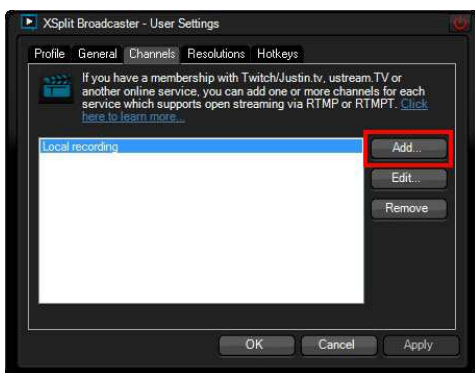 XSplit Broadcaster - User Settings
Profile General Channels Resolutions Hotkeys
If you have a membership with Twitch/Justin.tv, ustream.TV or
another online service, you can add one or more channels for each
service which supports open streaming via RTMP or RTMPT. Click
here to learn more...
Local recording
Add...
Edit...
Remove
OK Cancel Apply